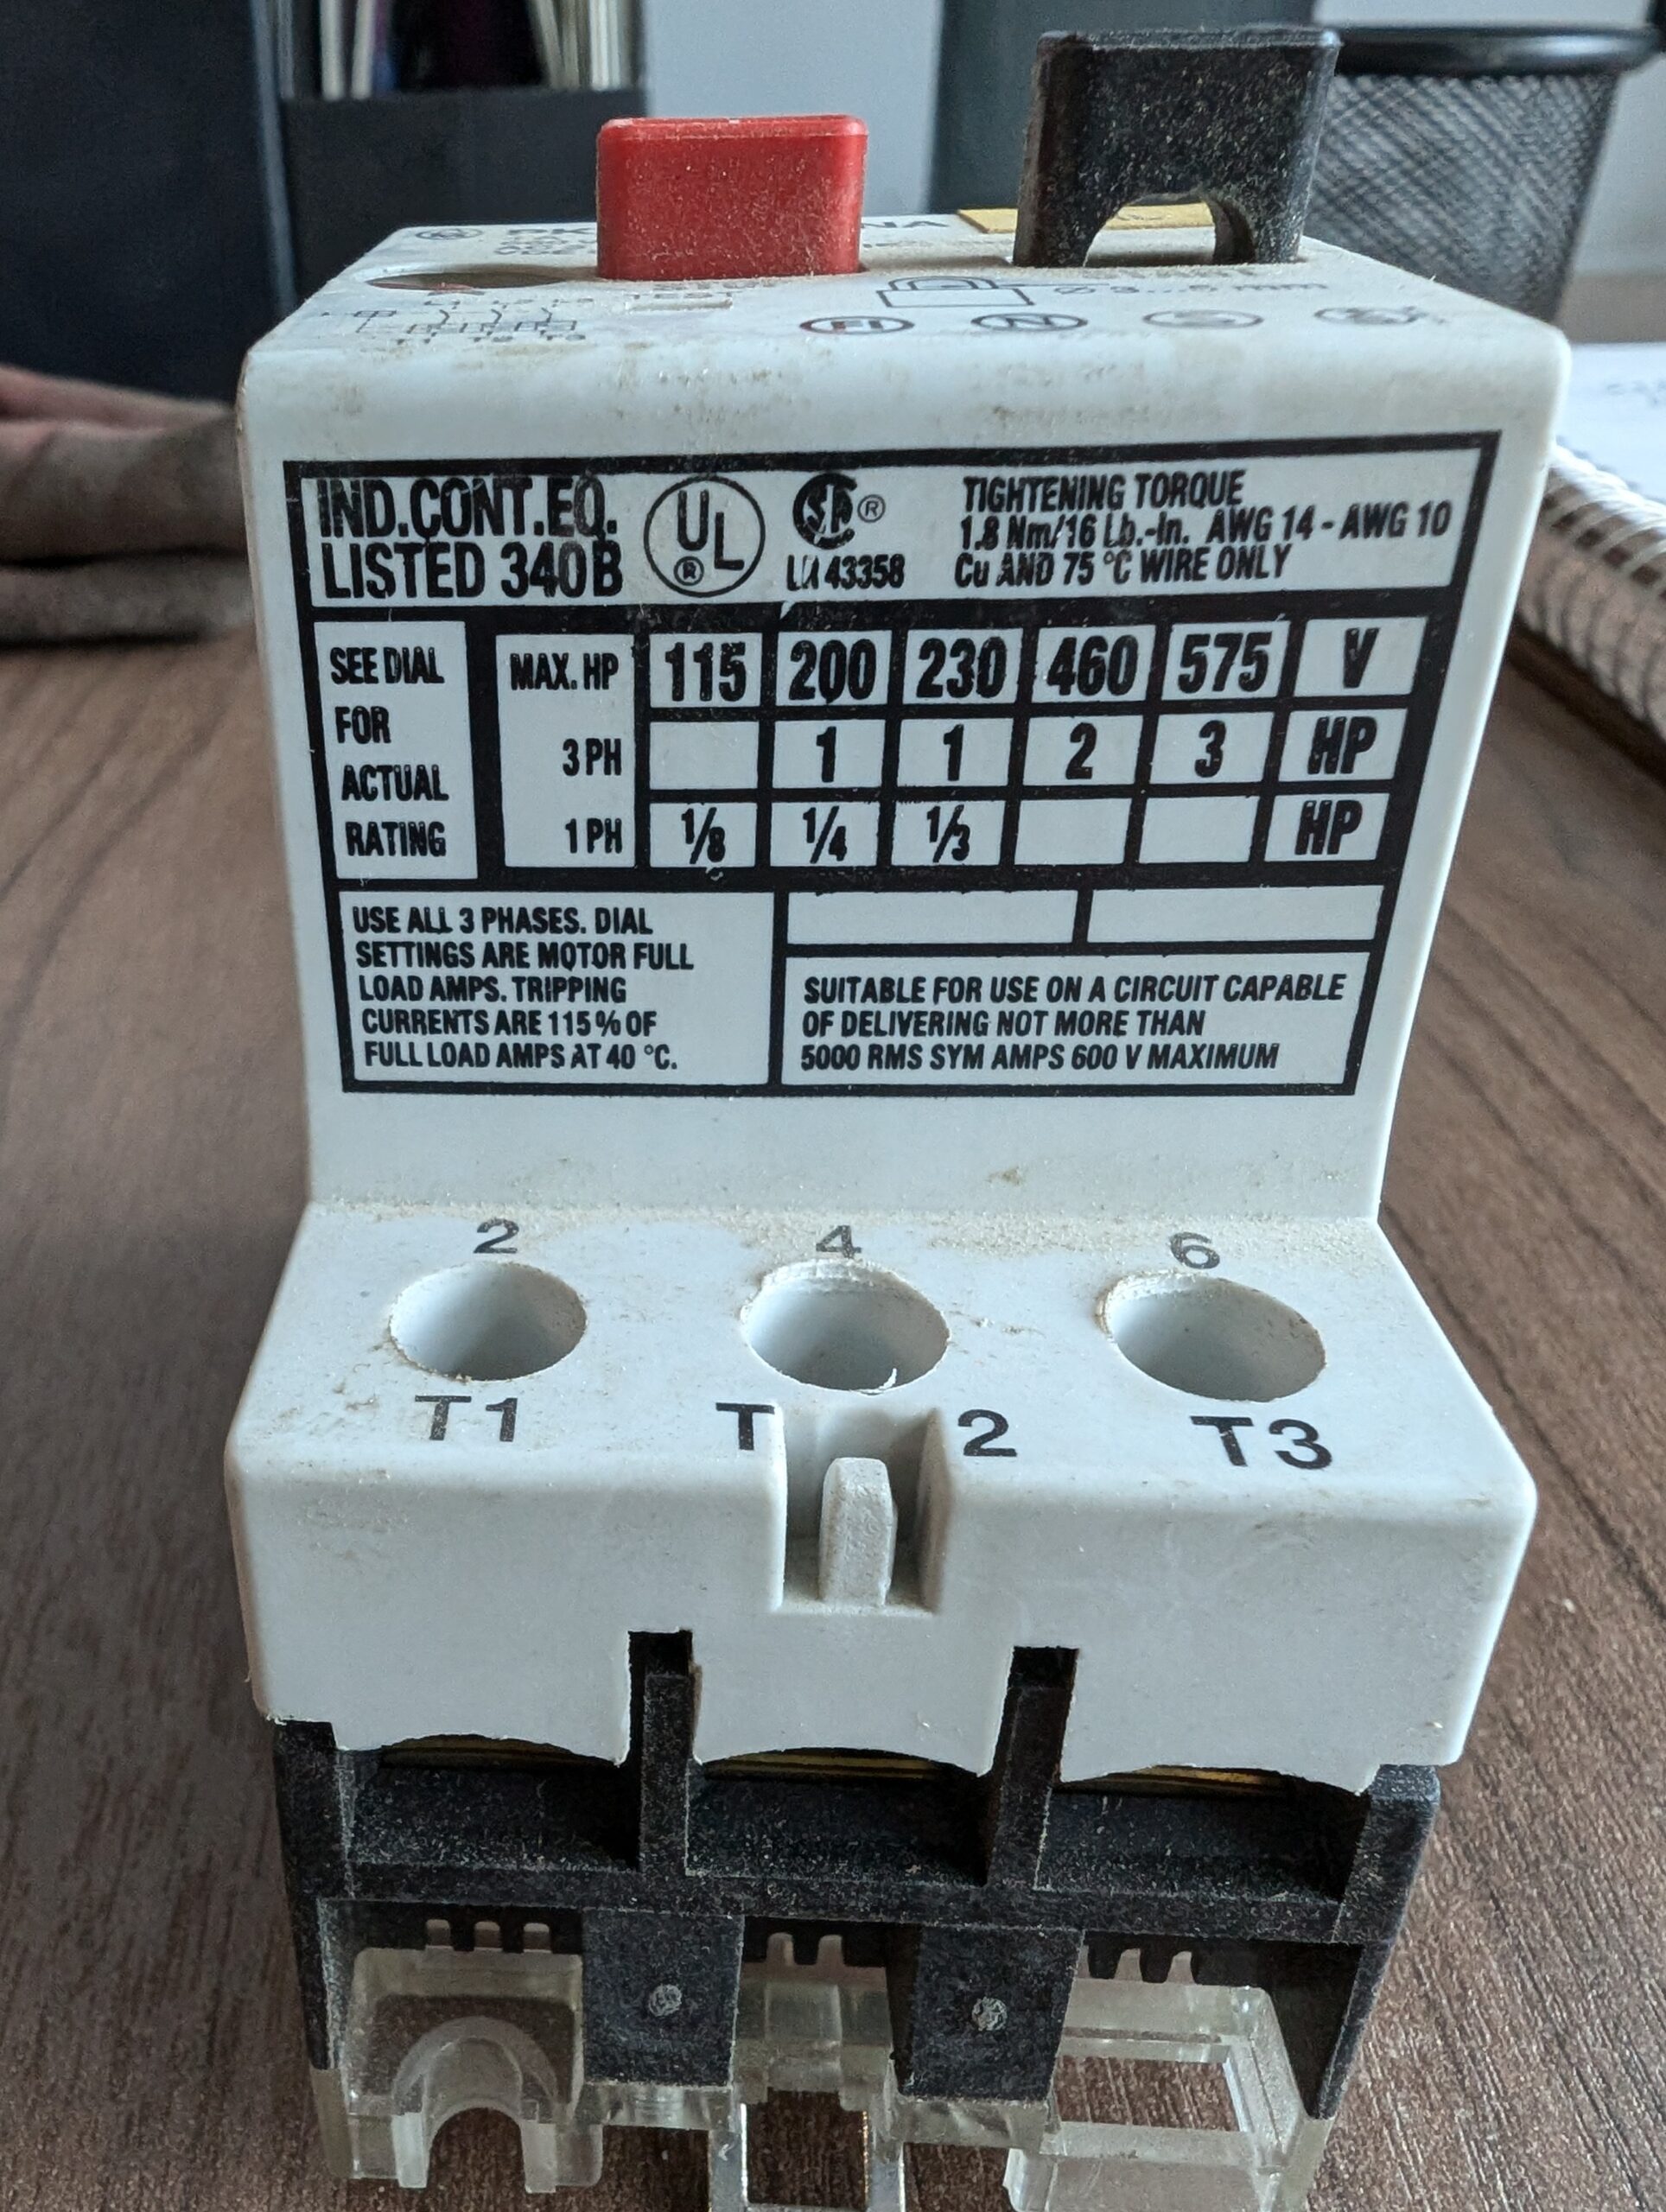 FI N S
IND.CONT.EQ.
LISTED 340B
UL ®
SA ®
43358
TIGHTENING TORQUE
1.8 Nm/16 Lb.-In. AWG 14 - AWG 10
Cu AND 75 °C WIRE ONLY
SEE DIAL
FOR
ACTUAL
RATING
MAX. HP 115 200 230 460 575 V
3 PH 1 1 2 3 HP
1 PH 1/8 1/4 1/3 HP
USE ALL 3 PHASES. DIAL
SETTINGS ARE MOTOR FULL
LOAD AMPS. TRIPPING
CURRENTS ARE 115 % OF
FULL LOAD AMPS AT 40 °C.
SUITABLE FOR USE ON A CIRCUIT CAPABLE
OF DELIVERING NOT MORE THAN
5000 RMS SYM AMPS 600 V MAXIMUM
2 4 6
T1 T 2 T3